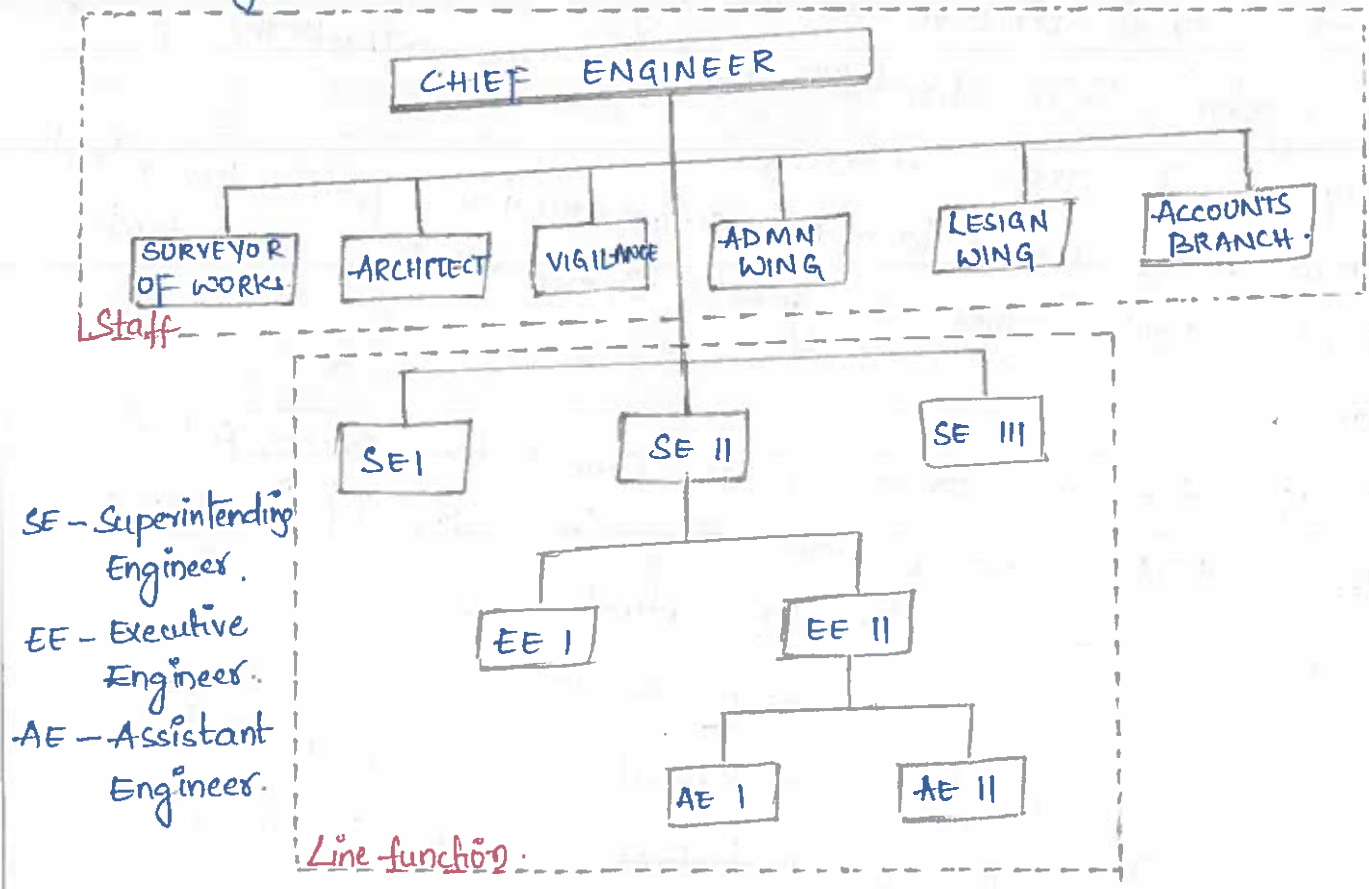 CHIEF ENGINEER
SURVEYOR
OF WORKS
ARCHITECT
VIGILANCE
ADMN
WING
LESIGN
WING
ACCOUNTS
BRANCH.
Staff
SE I
SE II
SE III
SE - Superintending
Engineer.
EE - Executive
Engineer.
AE - Assistant
Engineer.
EE I
EE II
AE I
AE II
Line function.